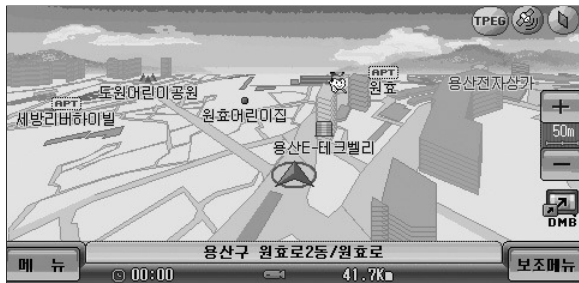 TPEG
APT
원효
용산전자상가
도원어린이공원
APT
세방리버하이빌
원효어린이집
용산E-테크벨리
+
50m
−
DMB
메 뉴
용산구 원효로2동/원효로
보조메뉴
00:00
41.7Km